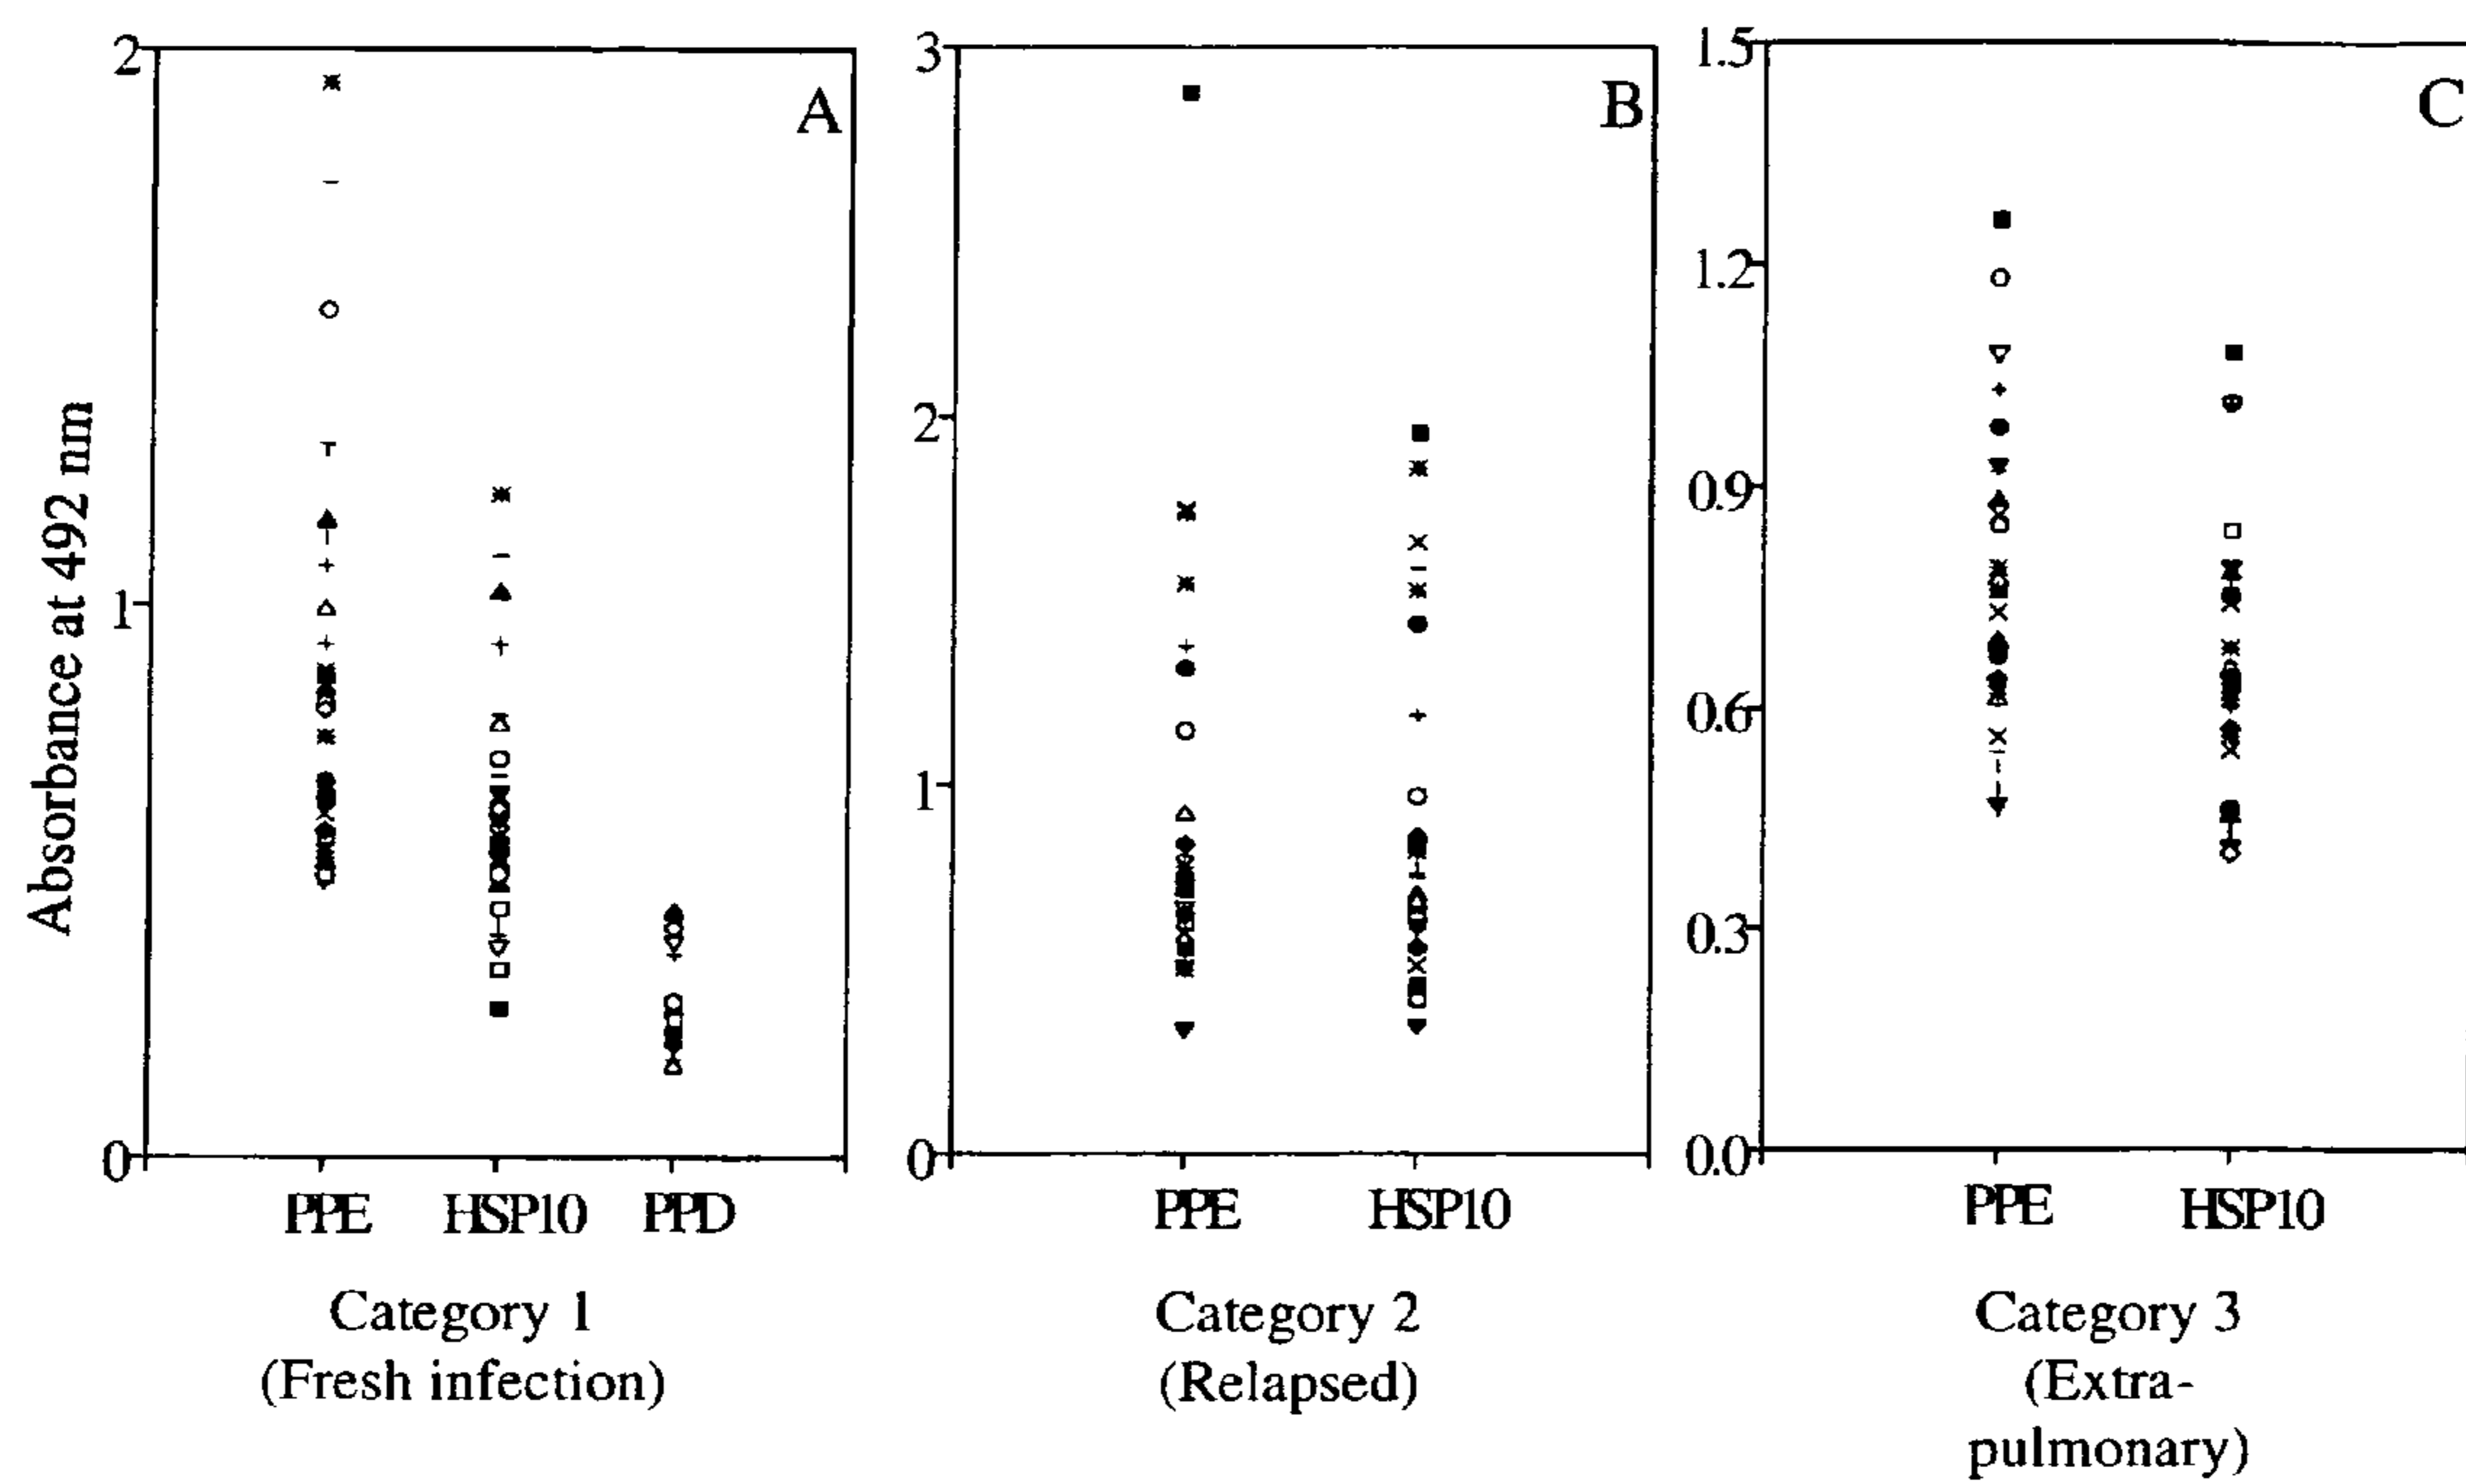 Absorbance at 492 nm
2
1
0
A
PPE HSP10 PPD
Category 1
(Fresh infection)
3
2
1
0
B
PPE HSP10
Category 2
(Relapsed)
1.5
1.2
0.9
0.6
0.3
0.0
C
PPE HSP10
Category 3
(Extra-
pulmonary)